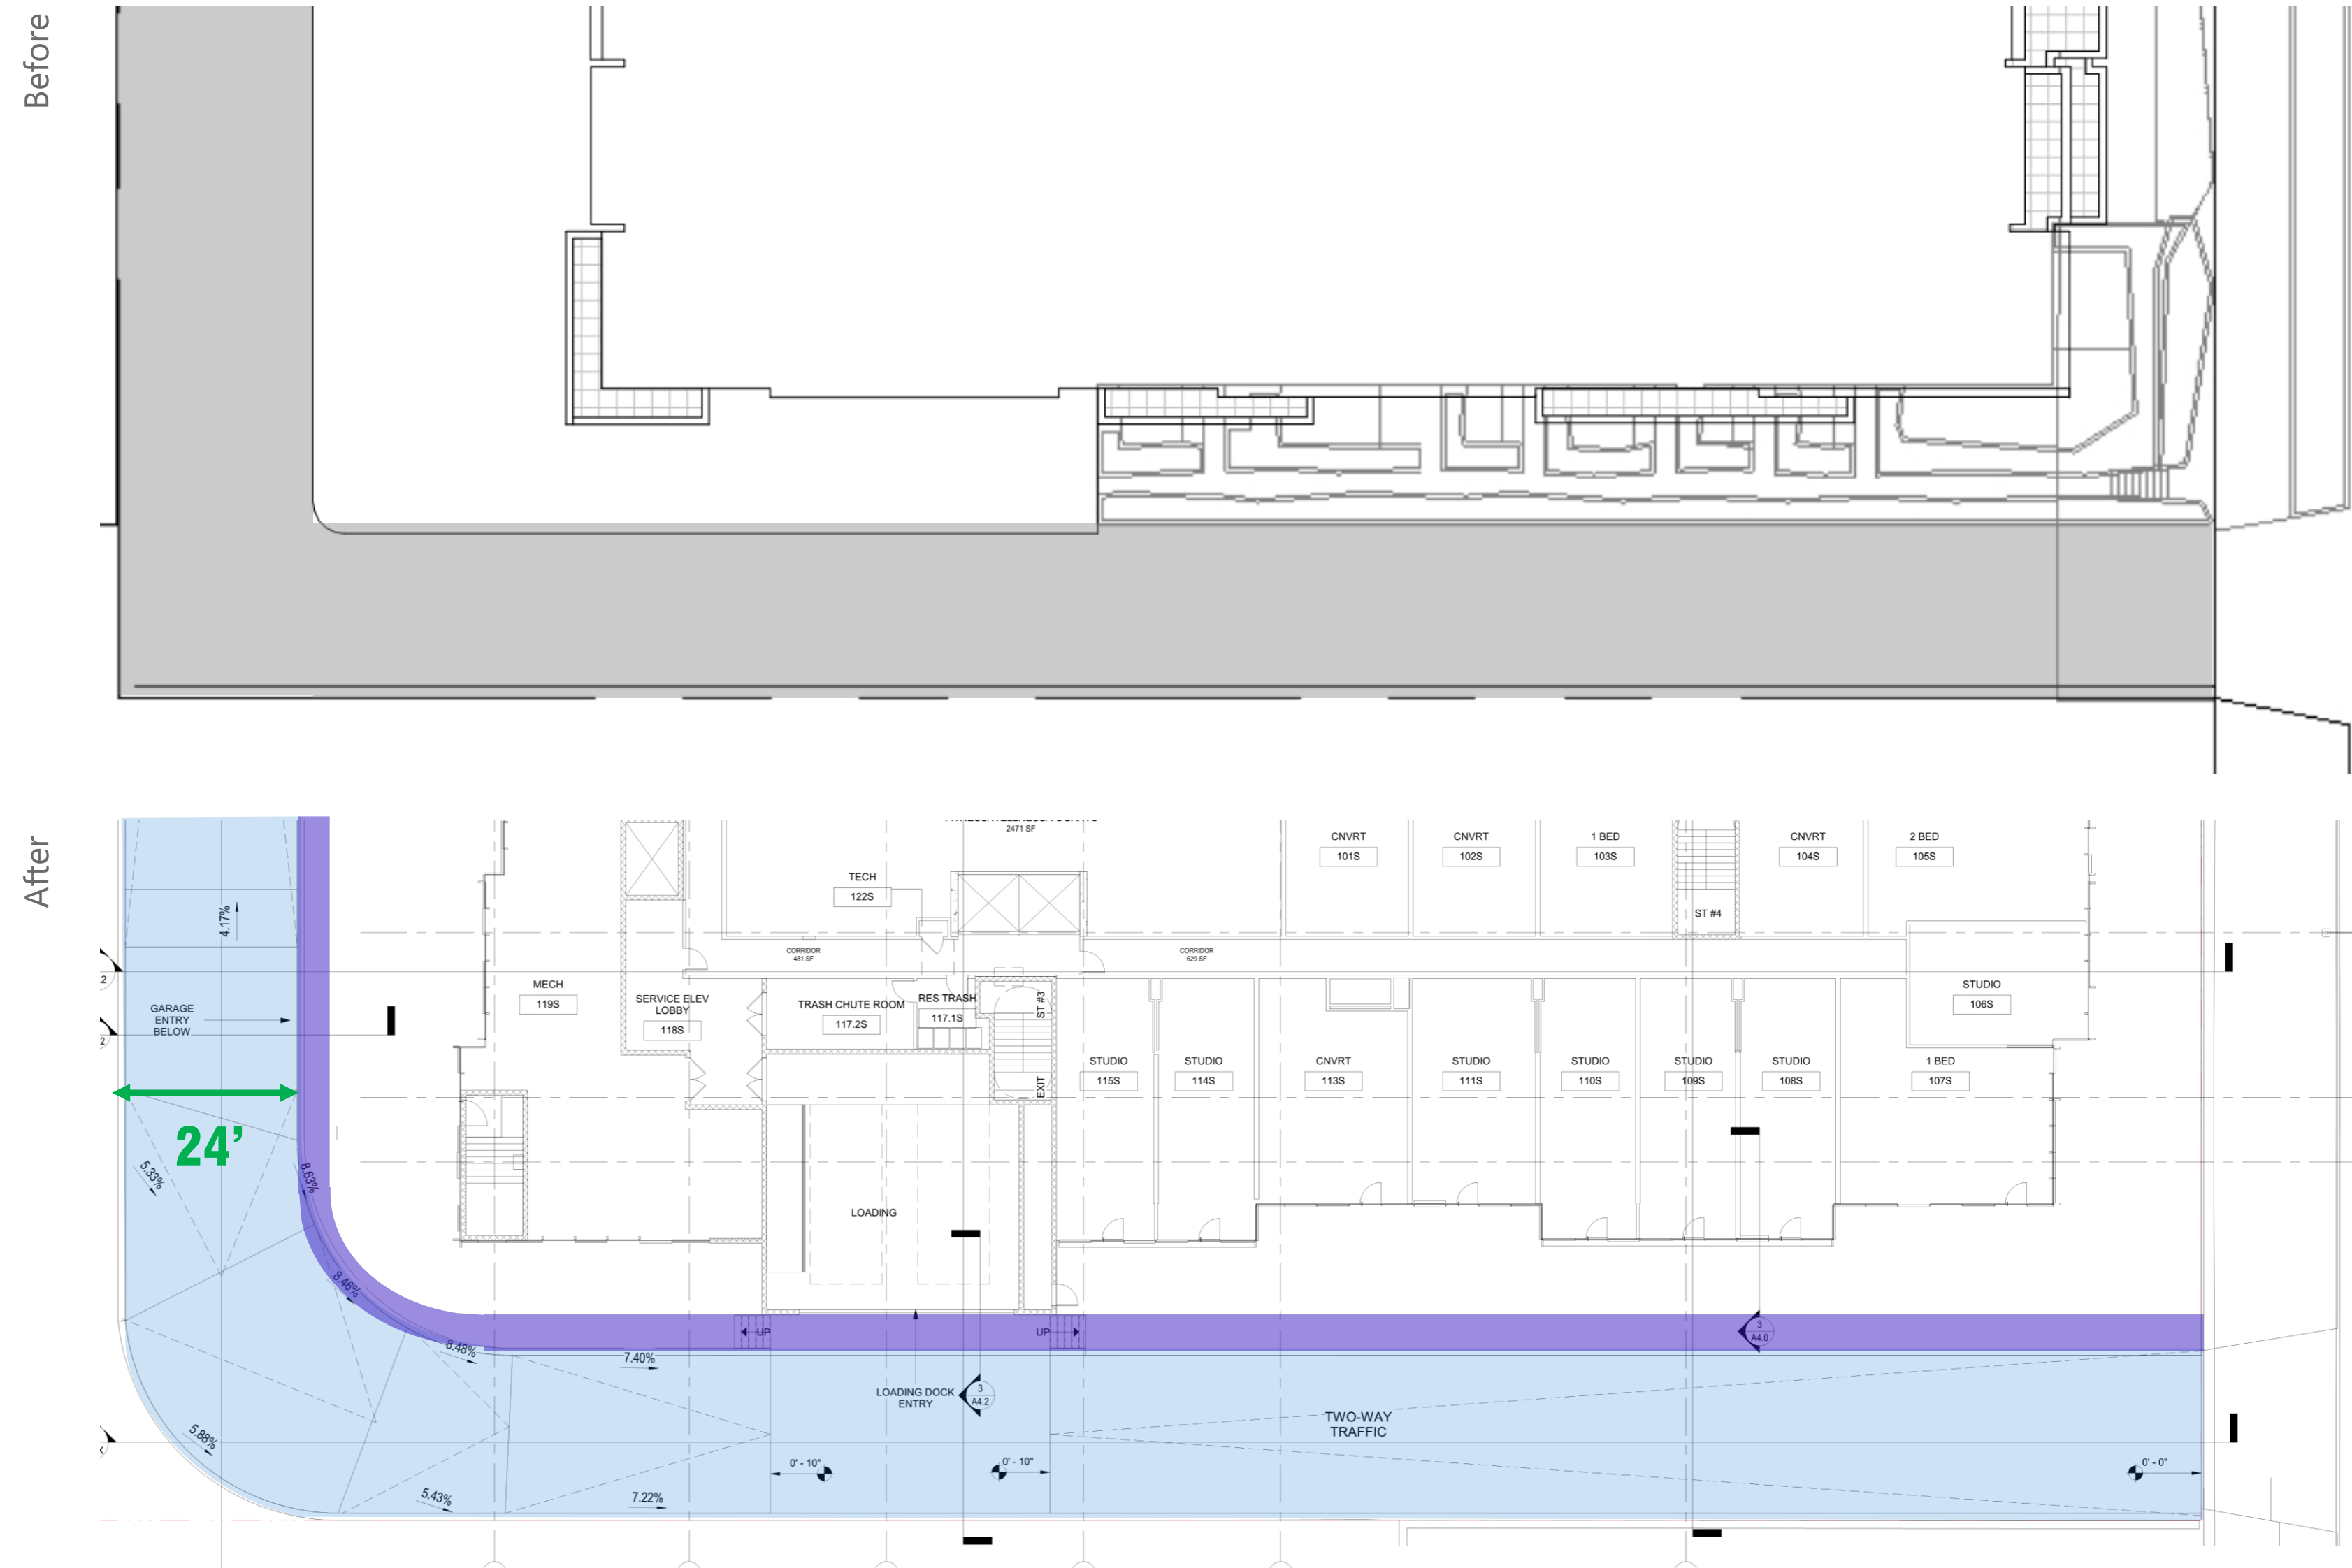 Before
After
2471 SF
CNVRT
101S
CNVRT
102S
1 BED
103S
CNVRT
104S
2 BED
105S
TECH
122S
ST #4
4.17%
CORRIDOR
481 SF
CORRIDOR
629 SF
2
MECH
119S
SERVICE ELEV
LOBBY
118S
TRASH CHUTE ROOM
117.2S
RES TRASH
117.1S
ST #3
STUDIO
106S
GARAGE
ENTRY
BELOW
2
EXIT
STUDIO
115S
STUDIO
114S
CNVRT
113S
STUDIO
111S
STUDIO
110S
STUDIO
109S
STUDIO
108S
1 BED
107S
24’
5.33%
8.63%
LOADING
8.46%
UP
UP
3
A4.0
8.48%
7.40%
LOADING DOCK
ENTRY
3
A4.2
TWO-WAY
TRAFFIC
5.88%
0' - 10"
0' - 10"
0' - 0"
5.43%
7.22%